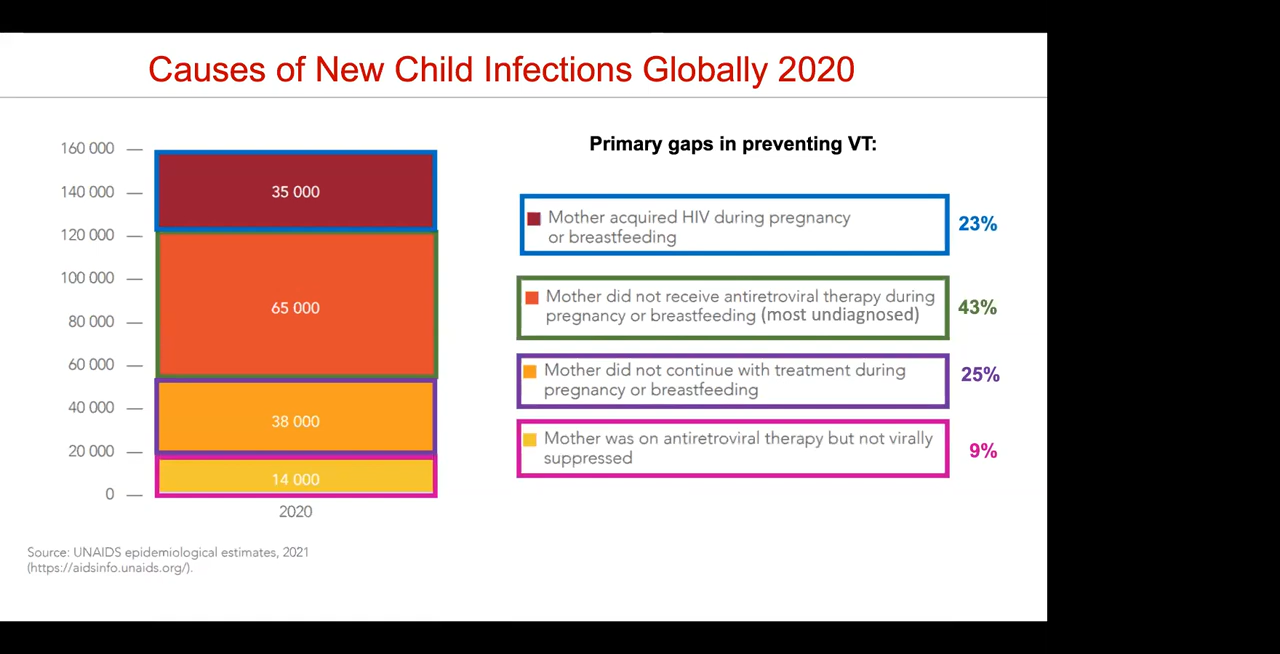 Causes of New Child Infections Globally 2020
160 000
140 000
120 000
100 000
80 000
60 000
40 000
20 000
0
35 000
65 000
38 000
14 000
2020
Source: UNAIDS epidemiological estimates, 2021
(https://aidsinfo.unaids.org/).
Primary gaps in preventing VT:
Mother acquired HIV during pregnancy
or breastfeeding
23%
Mother did not receive antiretroviral therapy during
pregnancy or breastfeeding (most undiagnosed)
43%
Mother did not continue with treatment during
pregnancy or breastfeeding
25%
Mother was on antiretroviral therapy but not virally
suppressed
9%